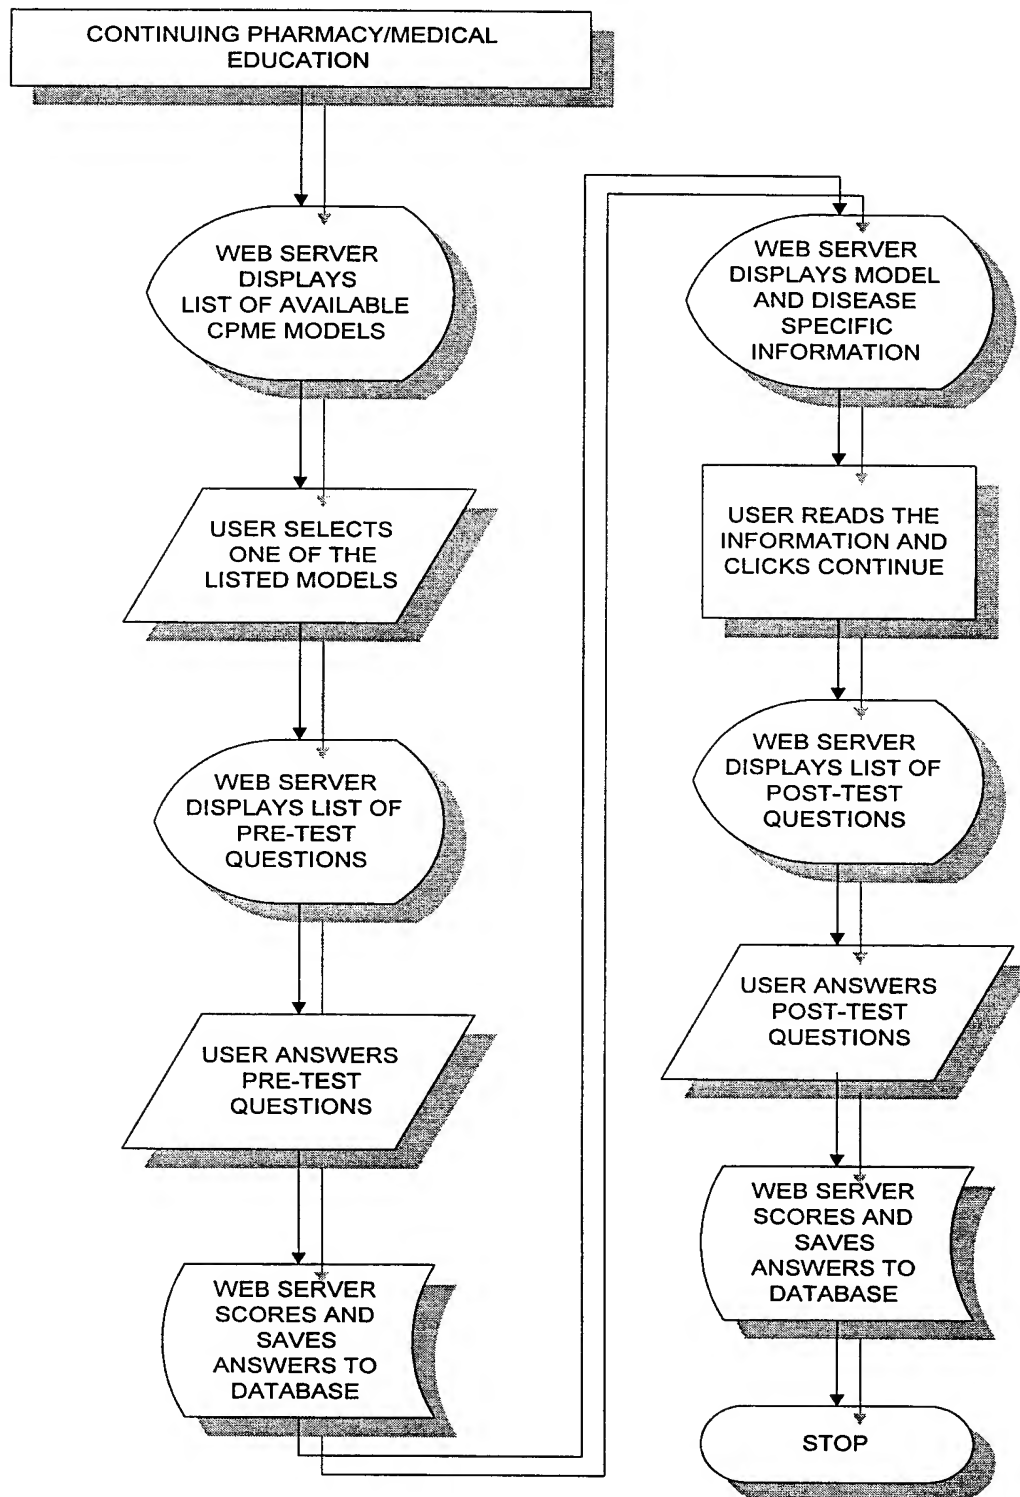 CONTINUING PHARMACY/MEDICAL
EDUCATION
WEB SERVER
DISPLAYS
LIST OF AVAILABLE
CPME MODELS
USER SELECTS
ONE OF THE
LISTED MODELS
WEB SERVER
DISPLAYS LIST OF
PRE-TEST
QUESTIONS
USER ANSWERS
PRE-TEST
QUESTIONS
WEB SERVER
SCORES AND
SAVES
ANSWERS TO
DATABASE
WEB SERVER
DISPLAYS MODEL
AND DISEASE
SPECIFIC
INFORMATION
USER READS THE
INFORMATION AND
CLICKS CONTINUE
WEB SERVER
DISPLAYS LIST OF
POST-TEST
QUESTIONS
USER ANSWERS
POST-TEST
QUESTIONS
WEB SERVER
SCORES AND
SAVES
ANSWERS TO
DATABASE
STOP